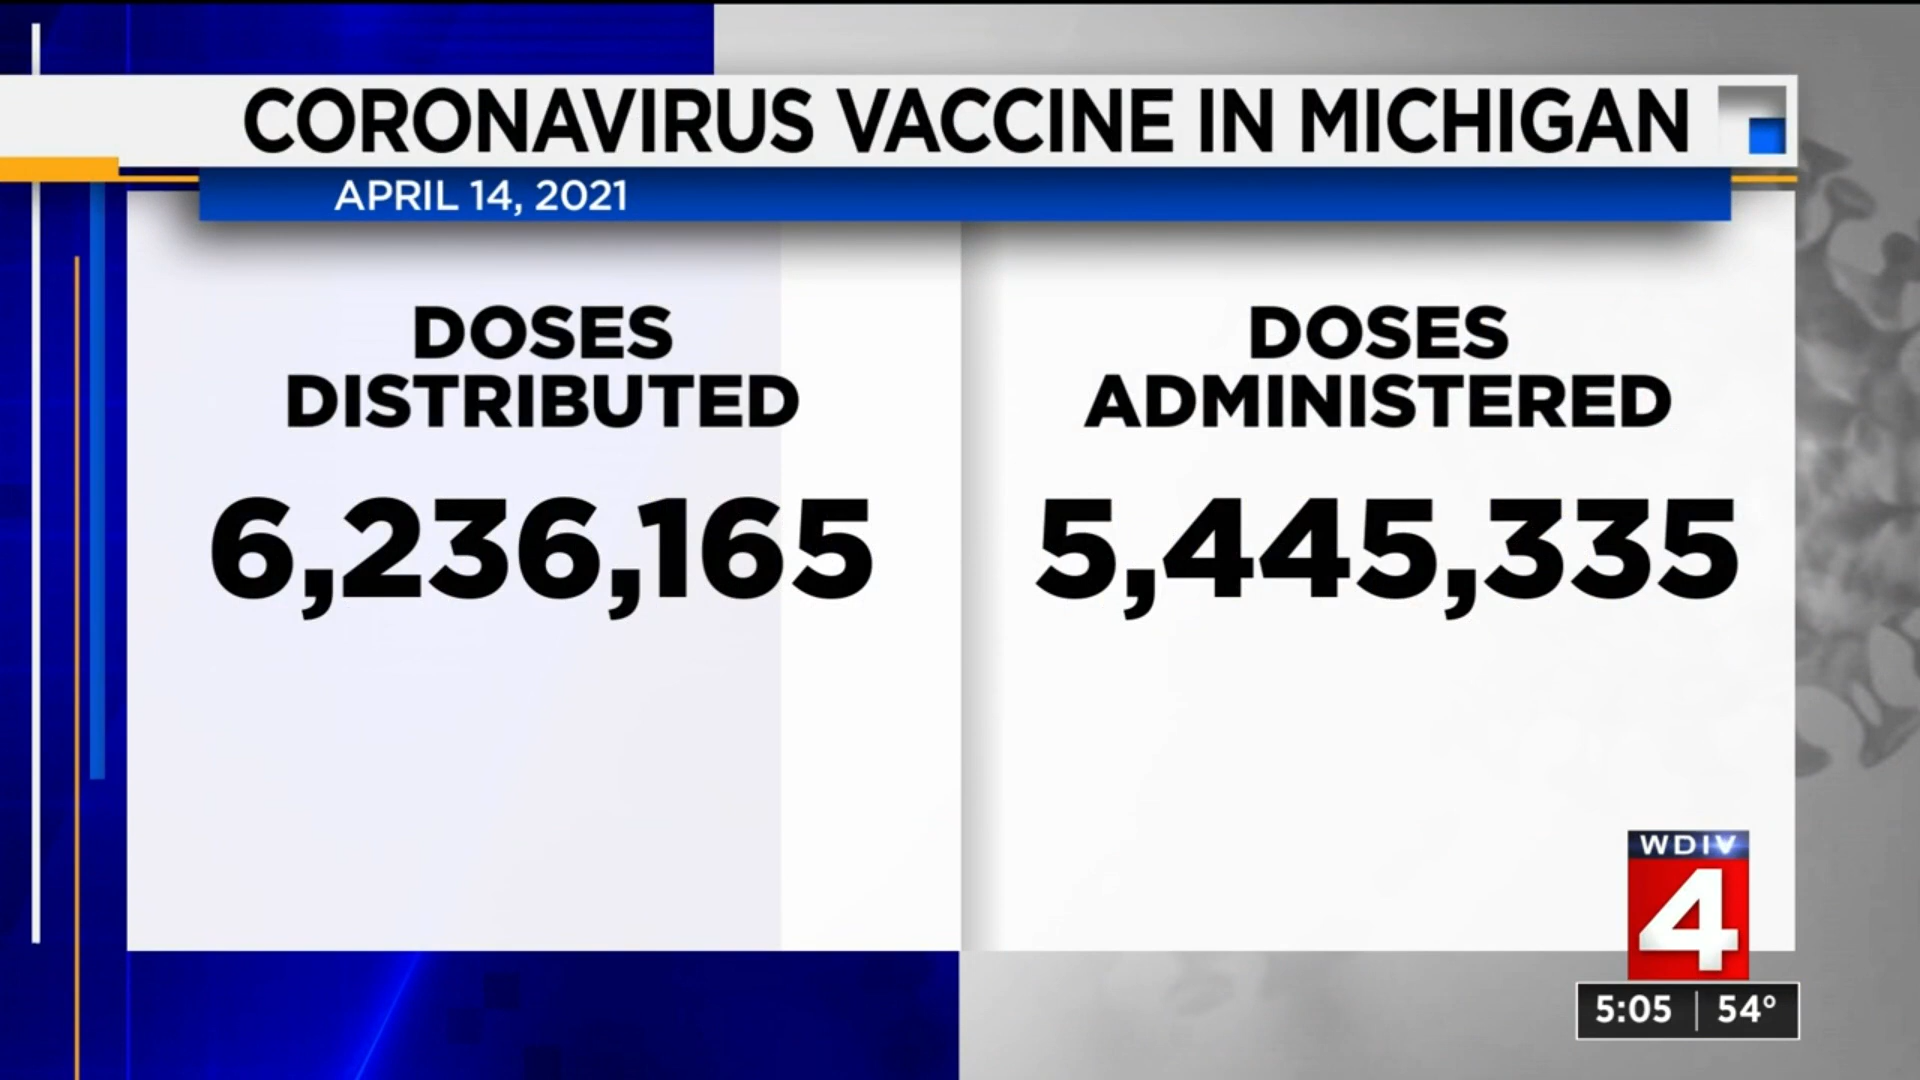 CORONAVIRUS VACCINE IN MICHIGAN
APRIL 14, 2021
DOSES
DISTRIBUTED
6,236,165
DOSES
ADMINISTERED
5,445,335
WDIV
4
5:05 54°